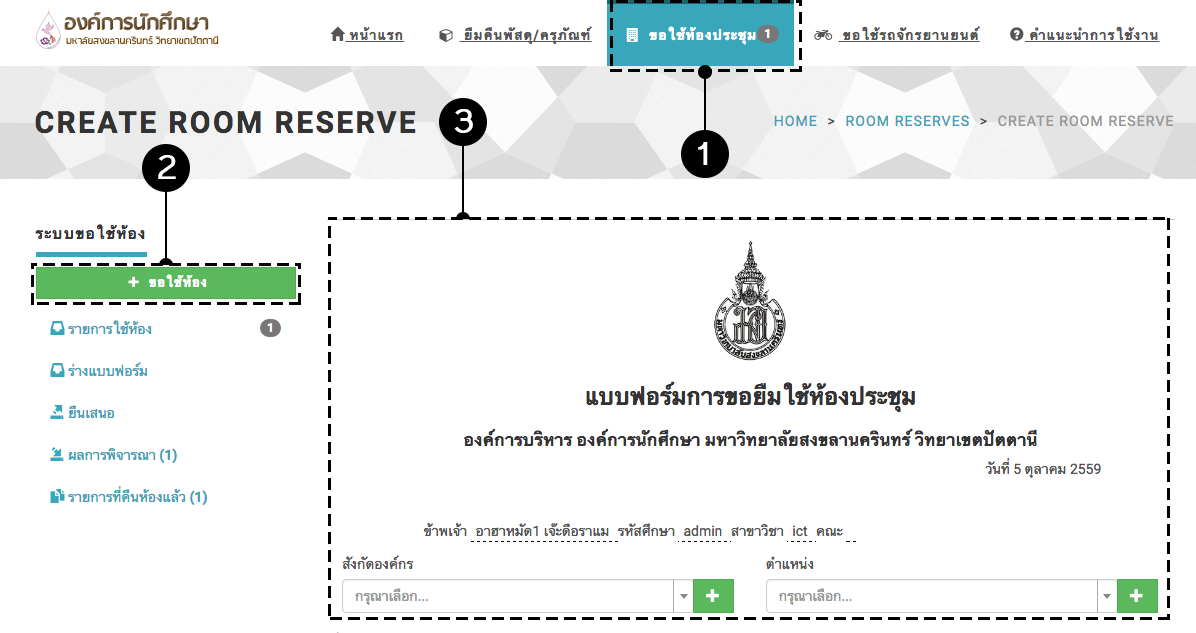 องค์การนักศึกษา
มหาลัยสงขลานครินทร์ วิทยาเขตปัตตานี
หน้าแรก ยืมคืนพัสดุ/ครุภัณฑ์ ขอใช้ห้องประชุม 1 ขอใช้รถจักรยานยนต์ คำแนะนำการใช้งาน
CREATE ROOM RESERVE 3
HOME > ROOM RESERVES > CREATE ROOM RESERVE
1
2
ระบบขอใช้ห้อง
+ ขอใช้ห้อง
รายการใช้ห้อง 1
ร่างแบบฟอร์ม
ยื่นเสนอ
ผลการพิจารณา (1)
รายการที่คืนห้องแล้ว (1)
มหาวิทยาลัยสงขลานครินทร์
แบบฟอร์มการขอยืมใช้ห้องประชุม
องค์การบริหาร องค์การนักศึกษา มหาวิทยาลัยสงขลานครินทร์ วิทยาเขตปัตตานี
วันที่ 5 ตุลาคม 2559
ข้าพเจ้า อาฮาหมัด1 เจ๊ะดือราแม รหัสศึกษา admin สาขาวิชา ict คณะ
สังกัดองค์กร ตำแหน่ง
กรุณาเลือก... + กรุณาเลือก... +